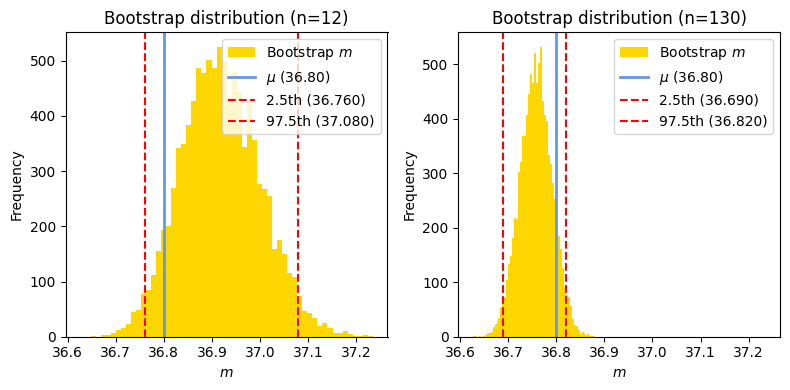 Bootstrap distribution (n=12)
Bootstrap m
μ (36.80)
2.5th (36.760)
97.5th (37.080)
Frequency
500
400
300
200
100
0
36.6 36.7 36.8 36.9 37.0 37.1 37.2
m
Bootstrap distribution (n=130)
Bootstrap m
μ (36.80)
2.5th (36.690)
97.5th (36.820)
Frequency
500
400
300
200
100
0
36.6 36.7 36.8 36.9 37.0 37.1 37.2
m